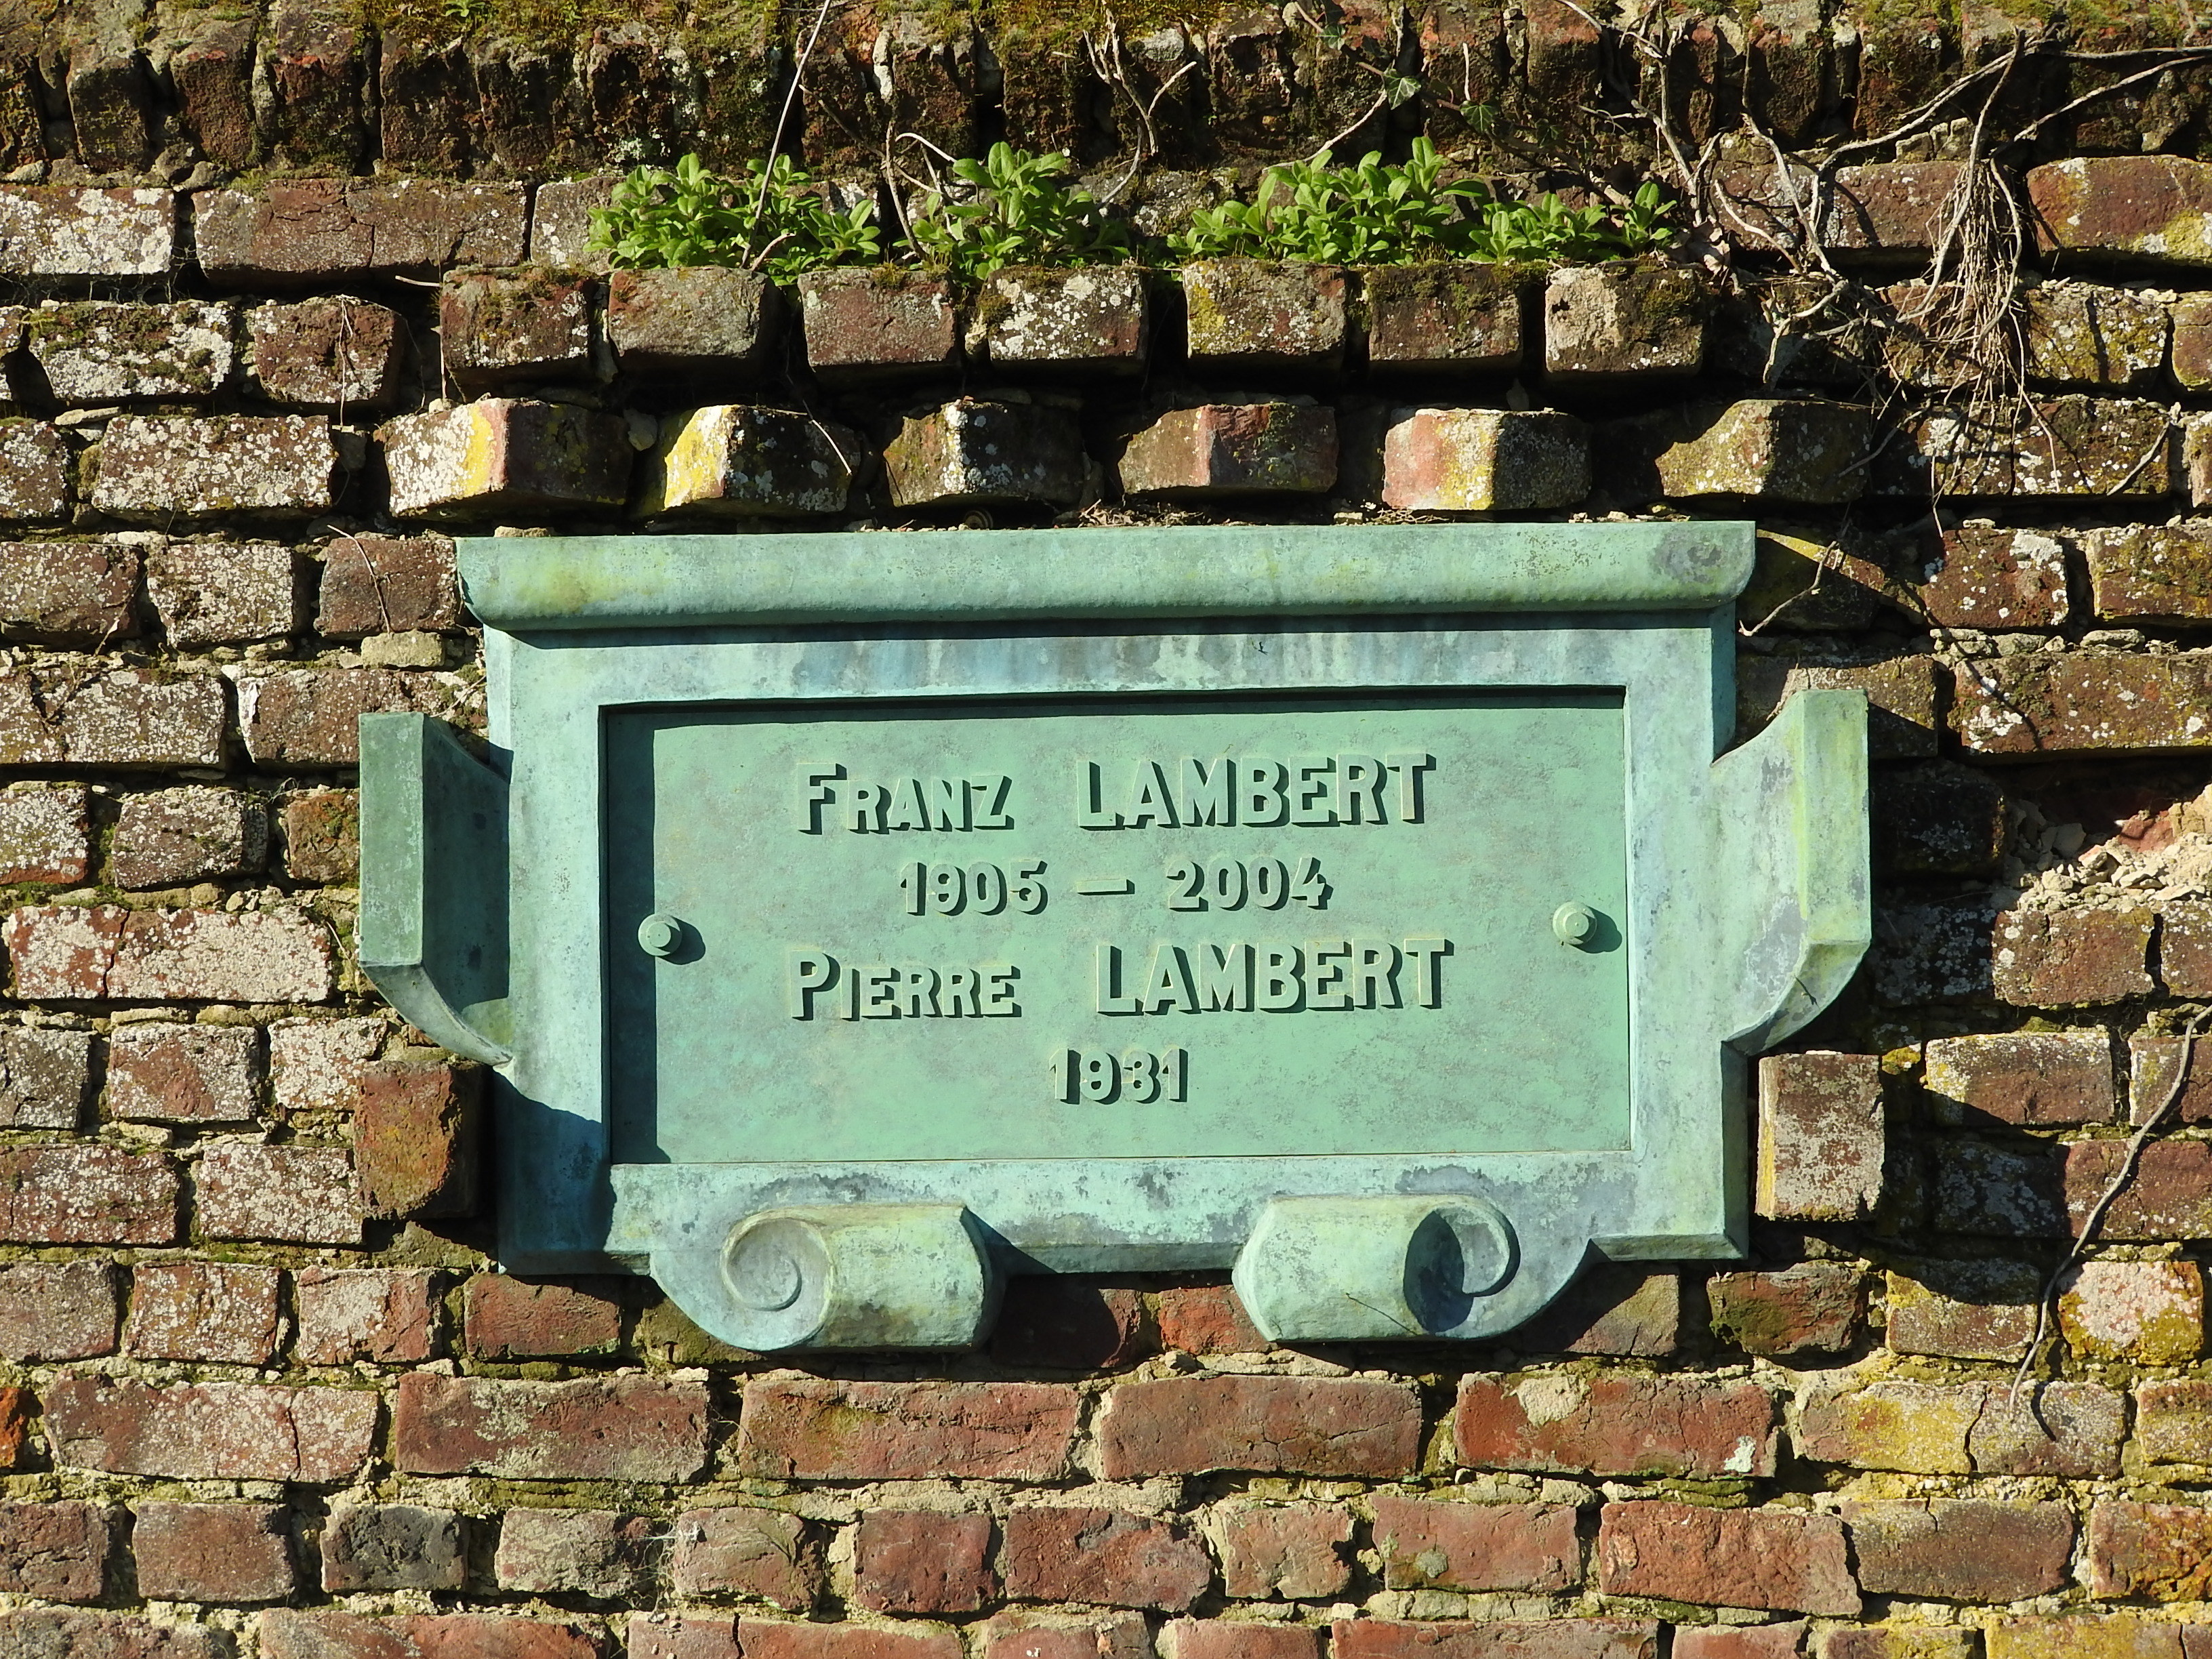 Franz LAMBERT
1905 – 2004
Pierre LAMBERT
1931